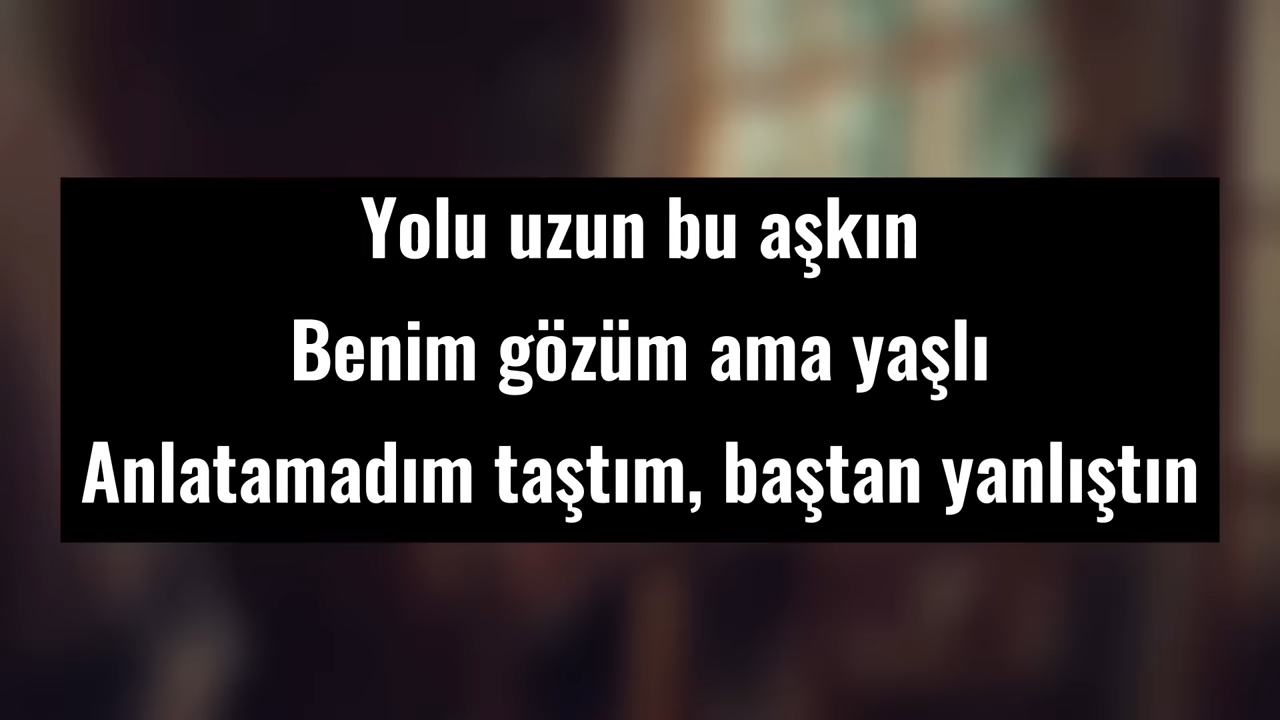 Yolu uzun bu aşkın
Benim gözüm ama yaşlı
Anlatamadım taştım, baştan yanlıştın